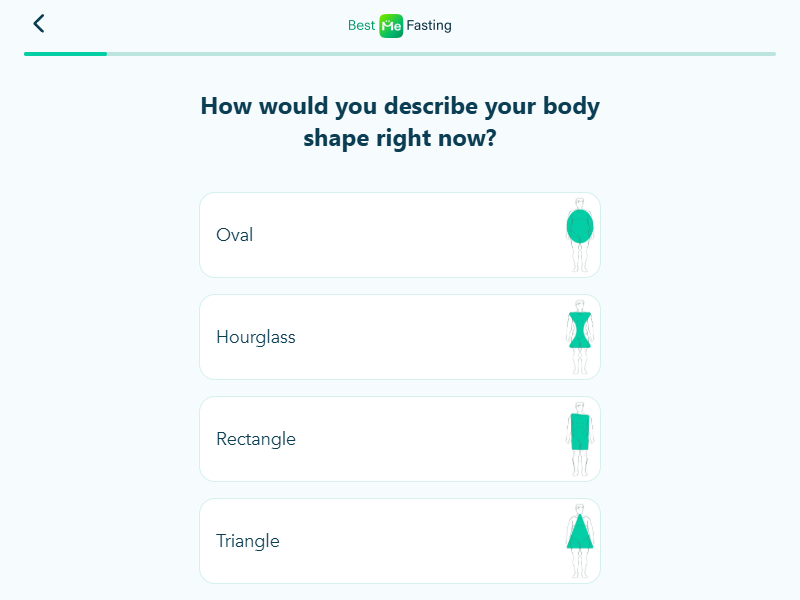 Best Me Fasting
How would you describe your body
shape right now?
Oval
Hourglass
Rectangle
Triangle